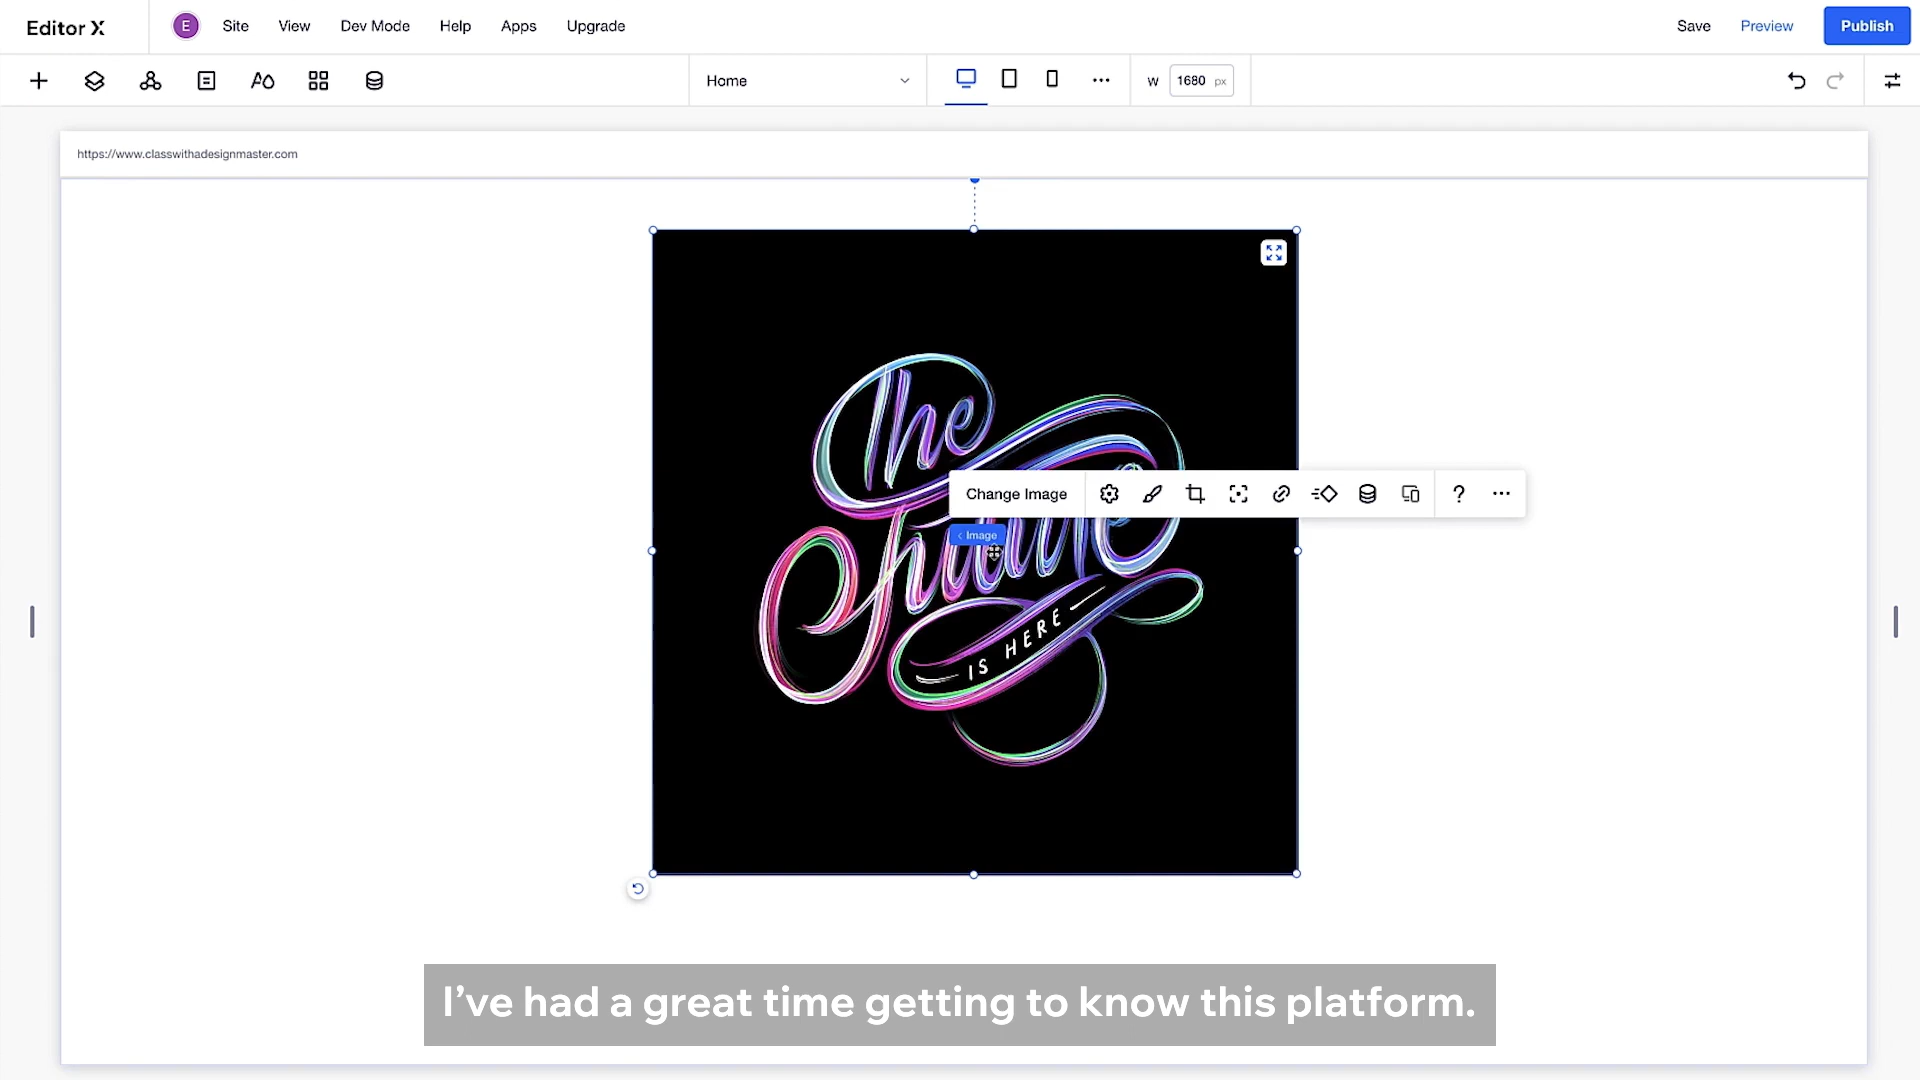 Editor X
E
Site
View
Dev Mode
Help
Apps
Upgrade
Save
Preview
Publish
Home
W
1680 px
https://www.classwithadesignmaster.com
The
Future
IS HERE
Change Image
?
< Image
I’ve had a great time getting to know this platform.